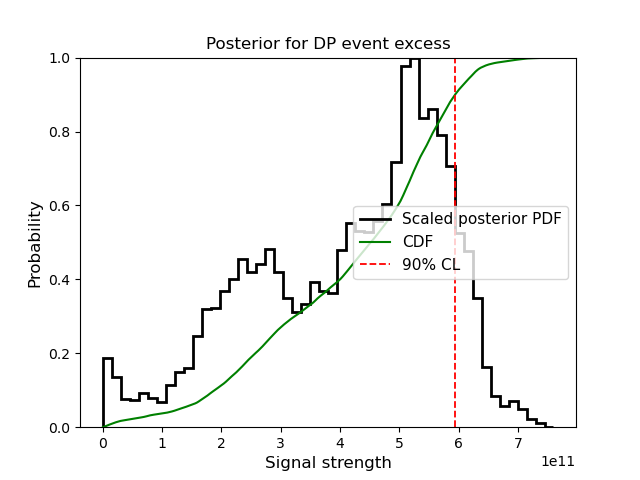 Posterior for DP event excess
Probability
1.0
0.8
0.6
0.4
0.2
0.0
Scaled posterior PDF
CDF
90% CL
0 1 2 3 4 5 6 7
1e11
Signal strength